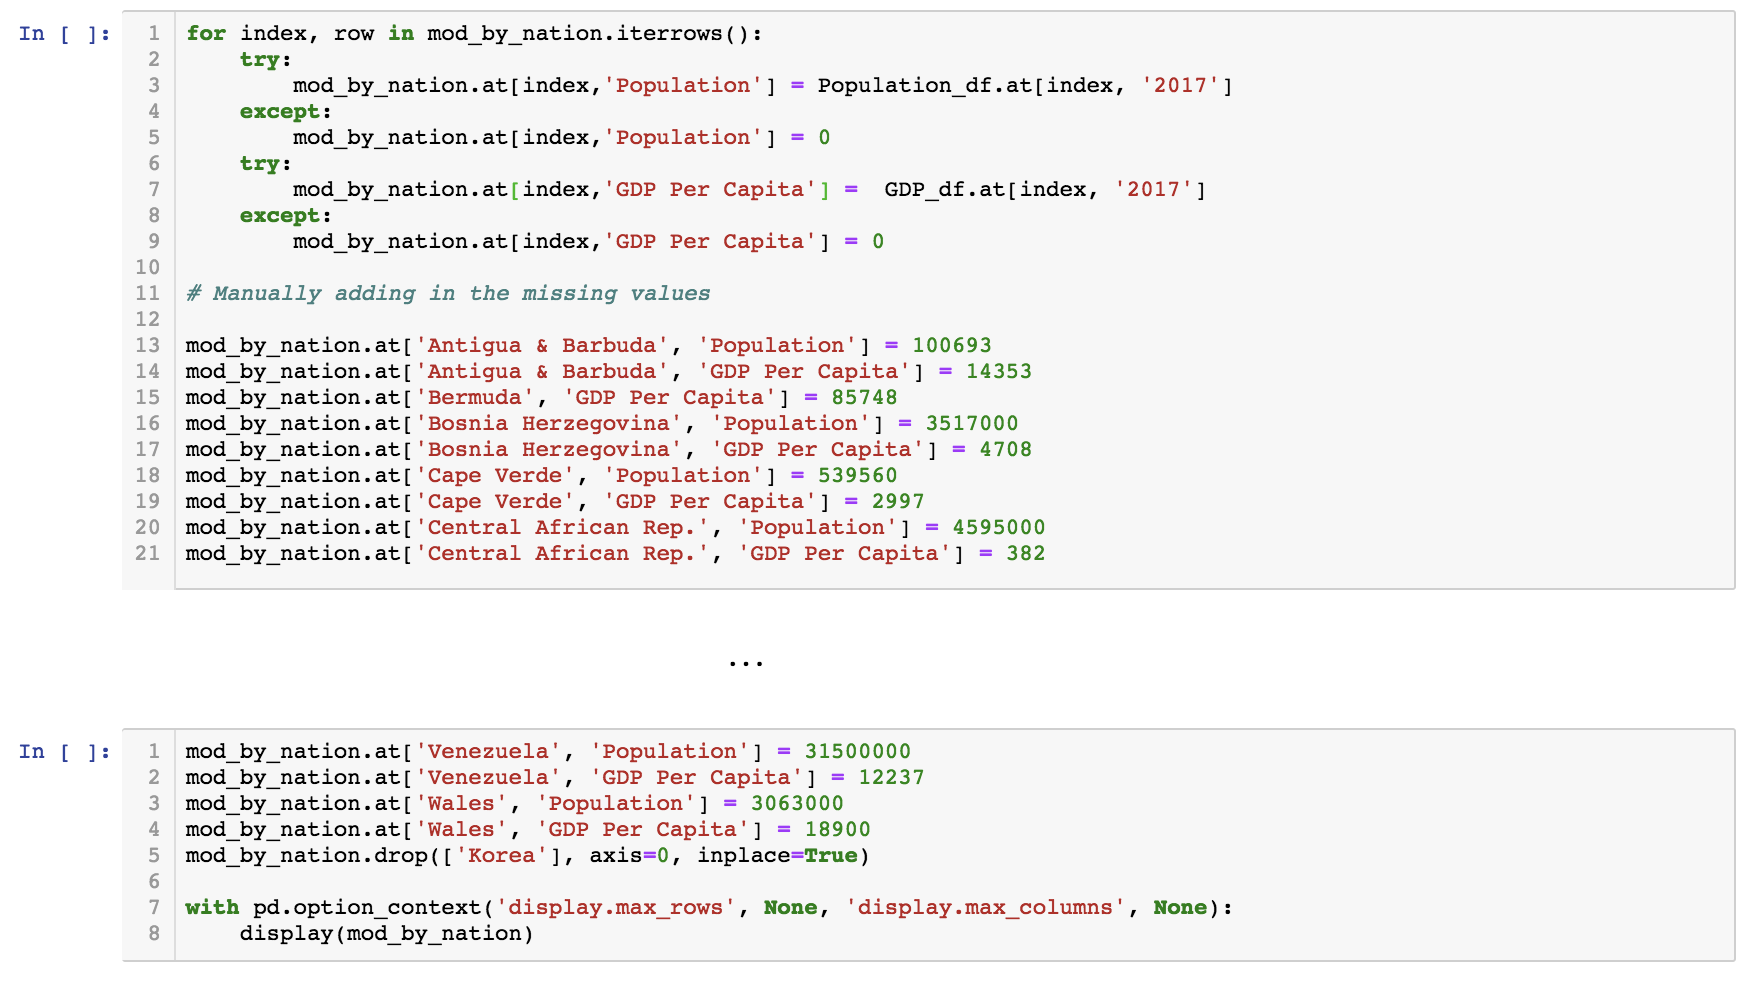 In [ ]:
1 for index, row in mod_by_nation.iterrows():
2     try:
3         mod_by_nation.at[index,'Population'] = Population_df.at[index, '2017']
4     except:
5         mod_by_nation.at[index,'Population'] = 0
6     try:
7         mod_by_nation.at[index,'GDP Per Capita'] =  GDP_df.at[index, '2017']
8     except:
9         mod_by_nation.at[index,'GDP Per Capita'] = 0
10
11 # Manually adding in the missing values
12
13 mod_by_nation.at['Antigua & Barbuda', 'Population'] = 100693
14 mod_by_nation.at['Antigua & Barbuda', 'GDP Per Capita'] = 14353
15 mod_by_nation.at['Bermuda', 'GDP Per Capita'] = 85748
16 mod_by_nation.at['Bosnia Herzegovina', 'Population'] = 3517000
17 mod_by_nation.at['Bosnia Herzegovina', 'GDP Per Capita'] = 4708
18 mod_by_nation.at['Cape Verde', 'Population'] = 539560
19 mod_by_nation.at['Cape Verde', 'GDP Per Capita'] = 2997
20 mod_by_nation.at['Central African Rep.', 'Population'] = 4595000
21 mod_by_nation.at['Central African Rep.', 'GDP Per Capita'] = 382
...
In [ ]:
1 mod_by_nation.at['Venezuela', 'Population'] = 31500000
2 mod_by_nation.at['Venezuela', 'GDP Per Capita'] = 12237
3 mod_by_nation.at['Wales', 'Population'] = 3063000
4 mod_by_nation.at['Wales', 'GDP Per Capita'] = 18900
5 mod_by_nation.drop(['Korea'], axis=0, inplace=True)
6
7 with pd.option_context('display.max_rows', None, 'display.max_columns', None):
8     display(mod_by_nation)